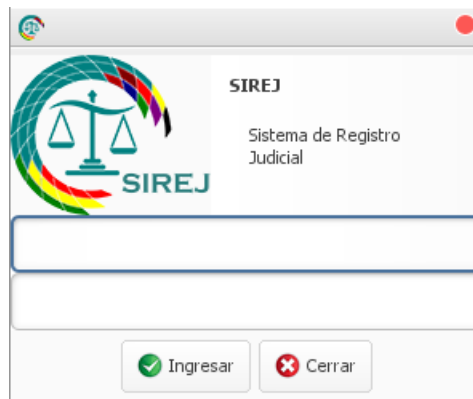 SIREJ
Sistema de Registro
Judicial
SIREJ
Ingresar
Cerrar